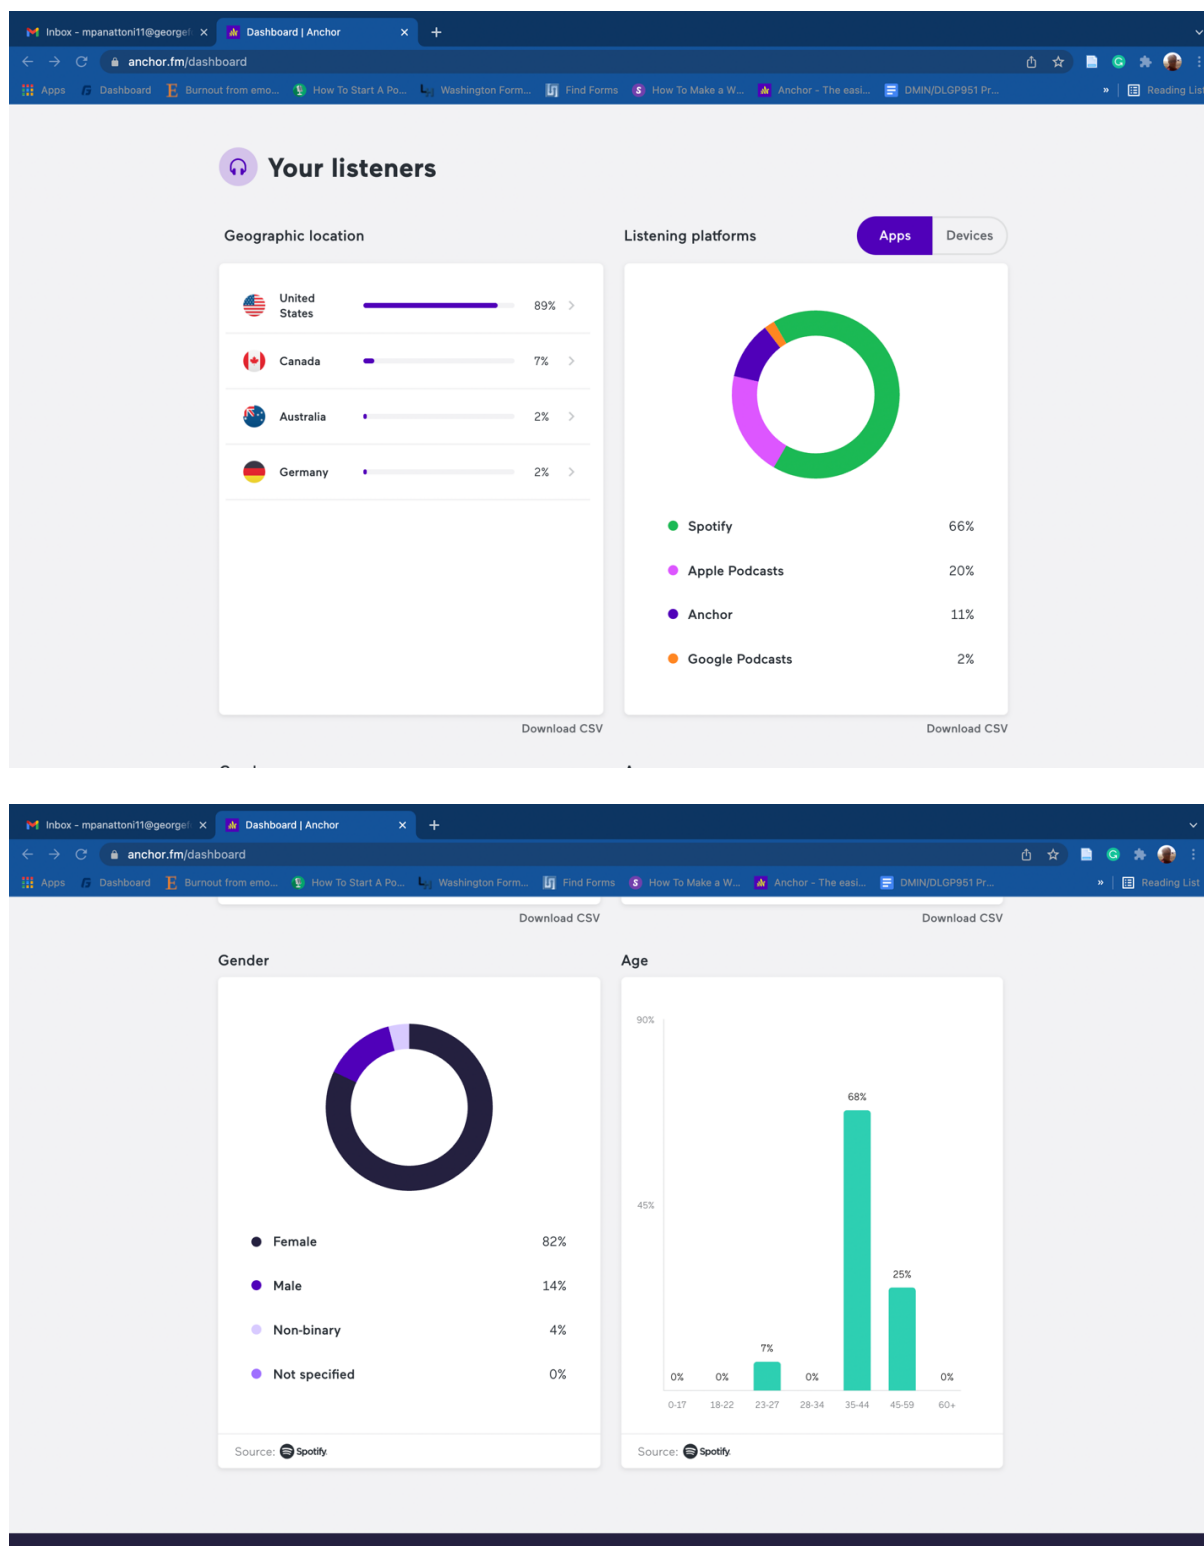 Inbox - mpanattoni11@georgef
Dashboard | Anchor
anchor.fm/dashboard
Apps
Dashboard
Burnout from emo...
How To Start A Po...
Washington Form...
Find Forms
How To Make a W...
Anchor - The easi...
DMIN/DLGP951 Pr...
»
Reading List
Your listeners
Geographic location
United
States
89%
Canada
7%
Australia
2%
Germany
2%
Download CSV
Listening platforms
Apps
Devices
Spotify 66%
Apple Podcasts 20%
Anchor 11%
Google Podcasts 2%
Download CSV
Inbox - mpanattoni11@georgef
Dashboard | Anchor
anchor.fm/dashboard
Apps
Dashboard
Burnout from emo...
How To Start A Po...
Washington Form...
Find Forms
How To Make a W...
Anchor - The easi...
DMIN/DLGP951 Pr...
»
Reading List
Download CSV
Download CSV
Gender
Female 82%
Male 14%
Non-binary 4%
Not specified 0%
Source: Spotify
Age
90%
45%
0% 0% 7% 0% 68% 25% 0%
0-17 18-22 23-27 28-34 35-44 45-59 60+
Source: Spotify